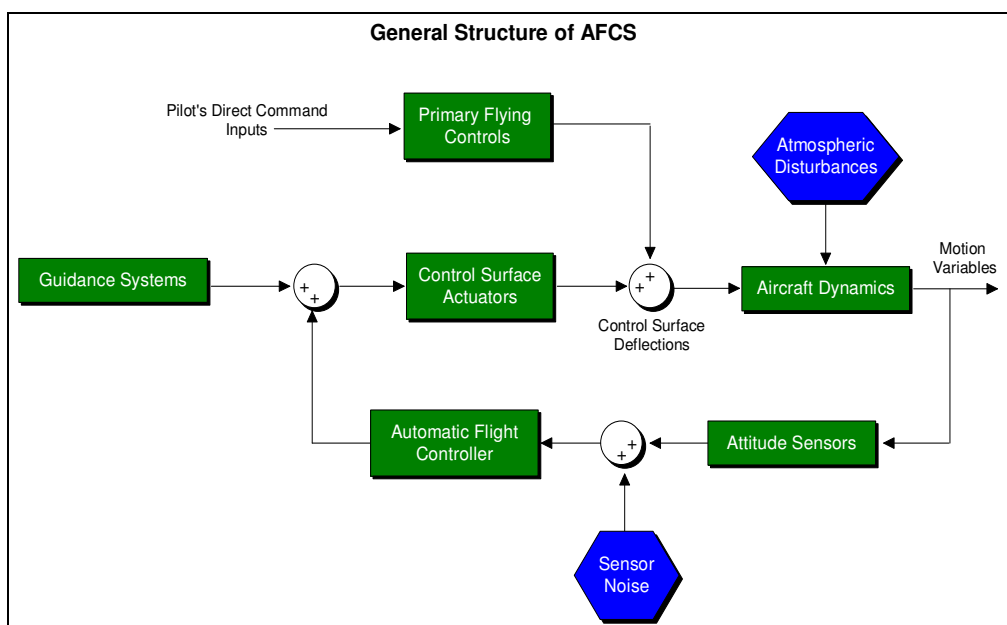 General Structure of AFCS
Pilot's Direct Command
Inputs
Primary Flying
Controls
Atmospheric
Disturbances
Guidance Systems
+
+
Control Surface
Actuators
+
+
Control Surface
Deflections
Aircraft Dynamics
Motion
Variables
Automatic Flight
Controller
+
+
Attitude Sensors
Sensor
Noise